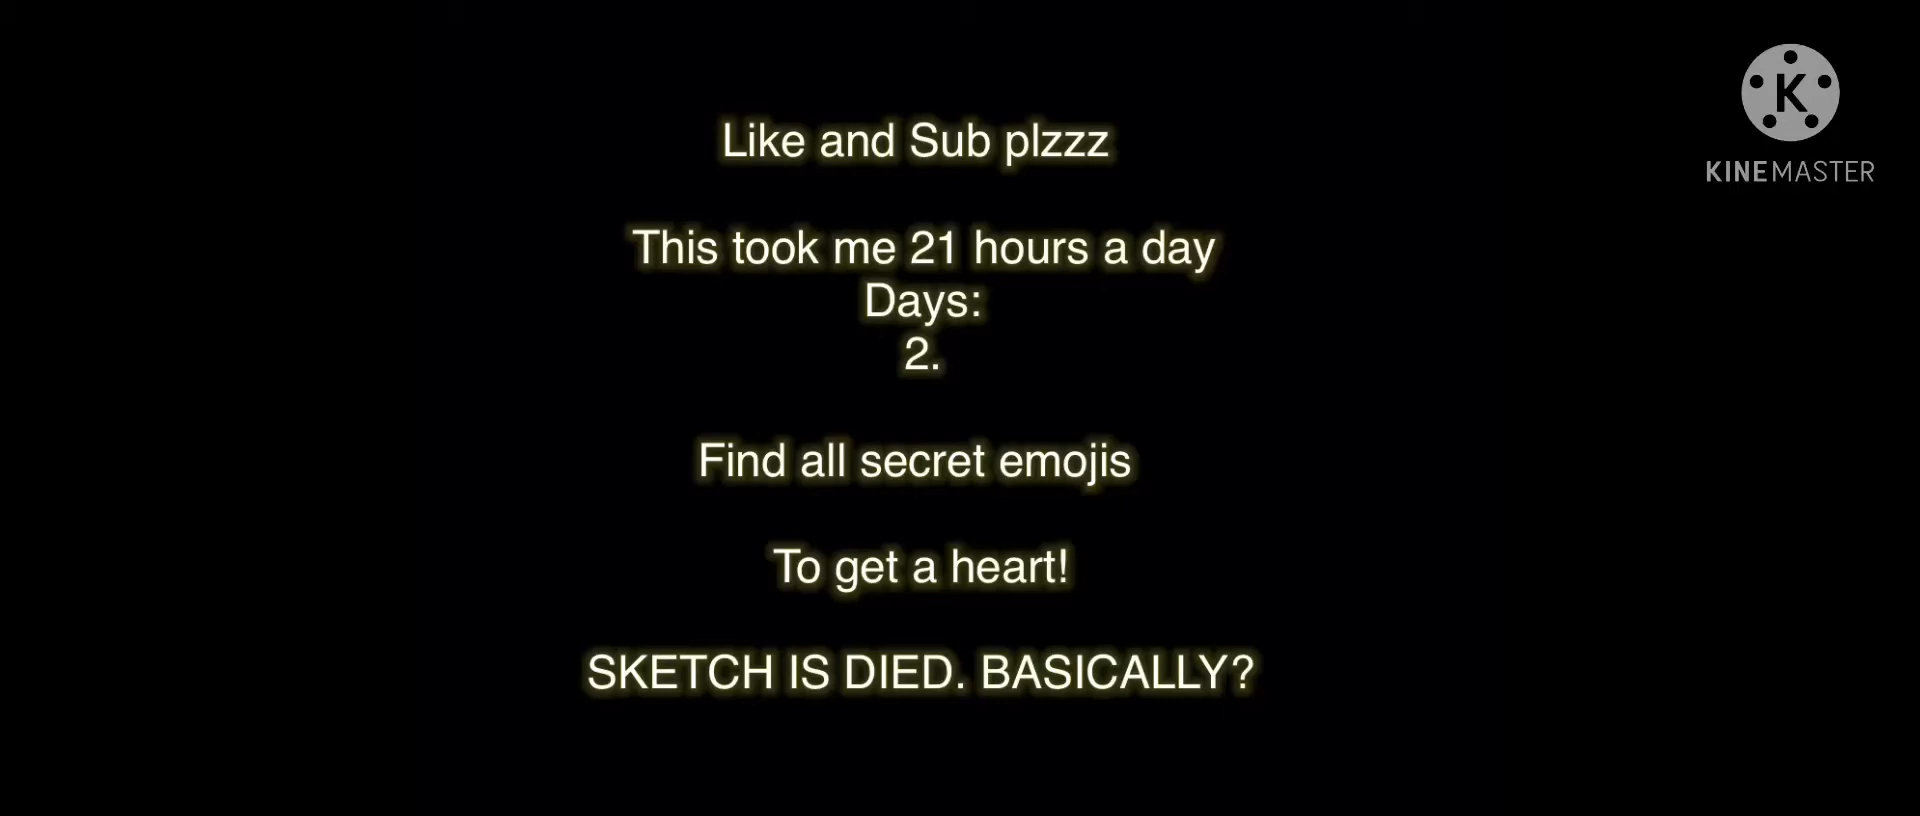 Like and Sub plzzz
This took me 21 hours a day
Days:
2.
Find all secret emojis
To get a heart!
SKETCH IS DIED. BASICALLY?
K
KINEMASTER